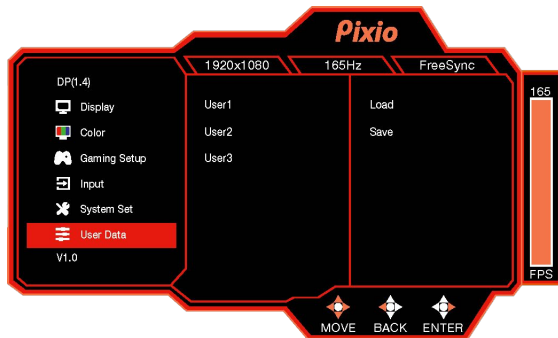 Pixio
1920x1080 165Hz FreeSync
DP(1.4)
Display
Color
Gaming Setup
Input
System Set
User Data
V1.0
User1
User2
User3
Load
Save
165
FPS
MOVE BACK ENTER